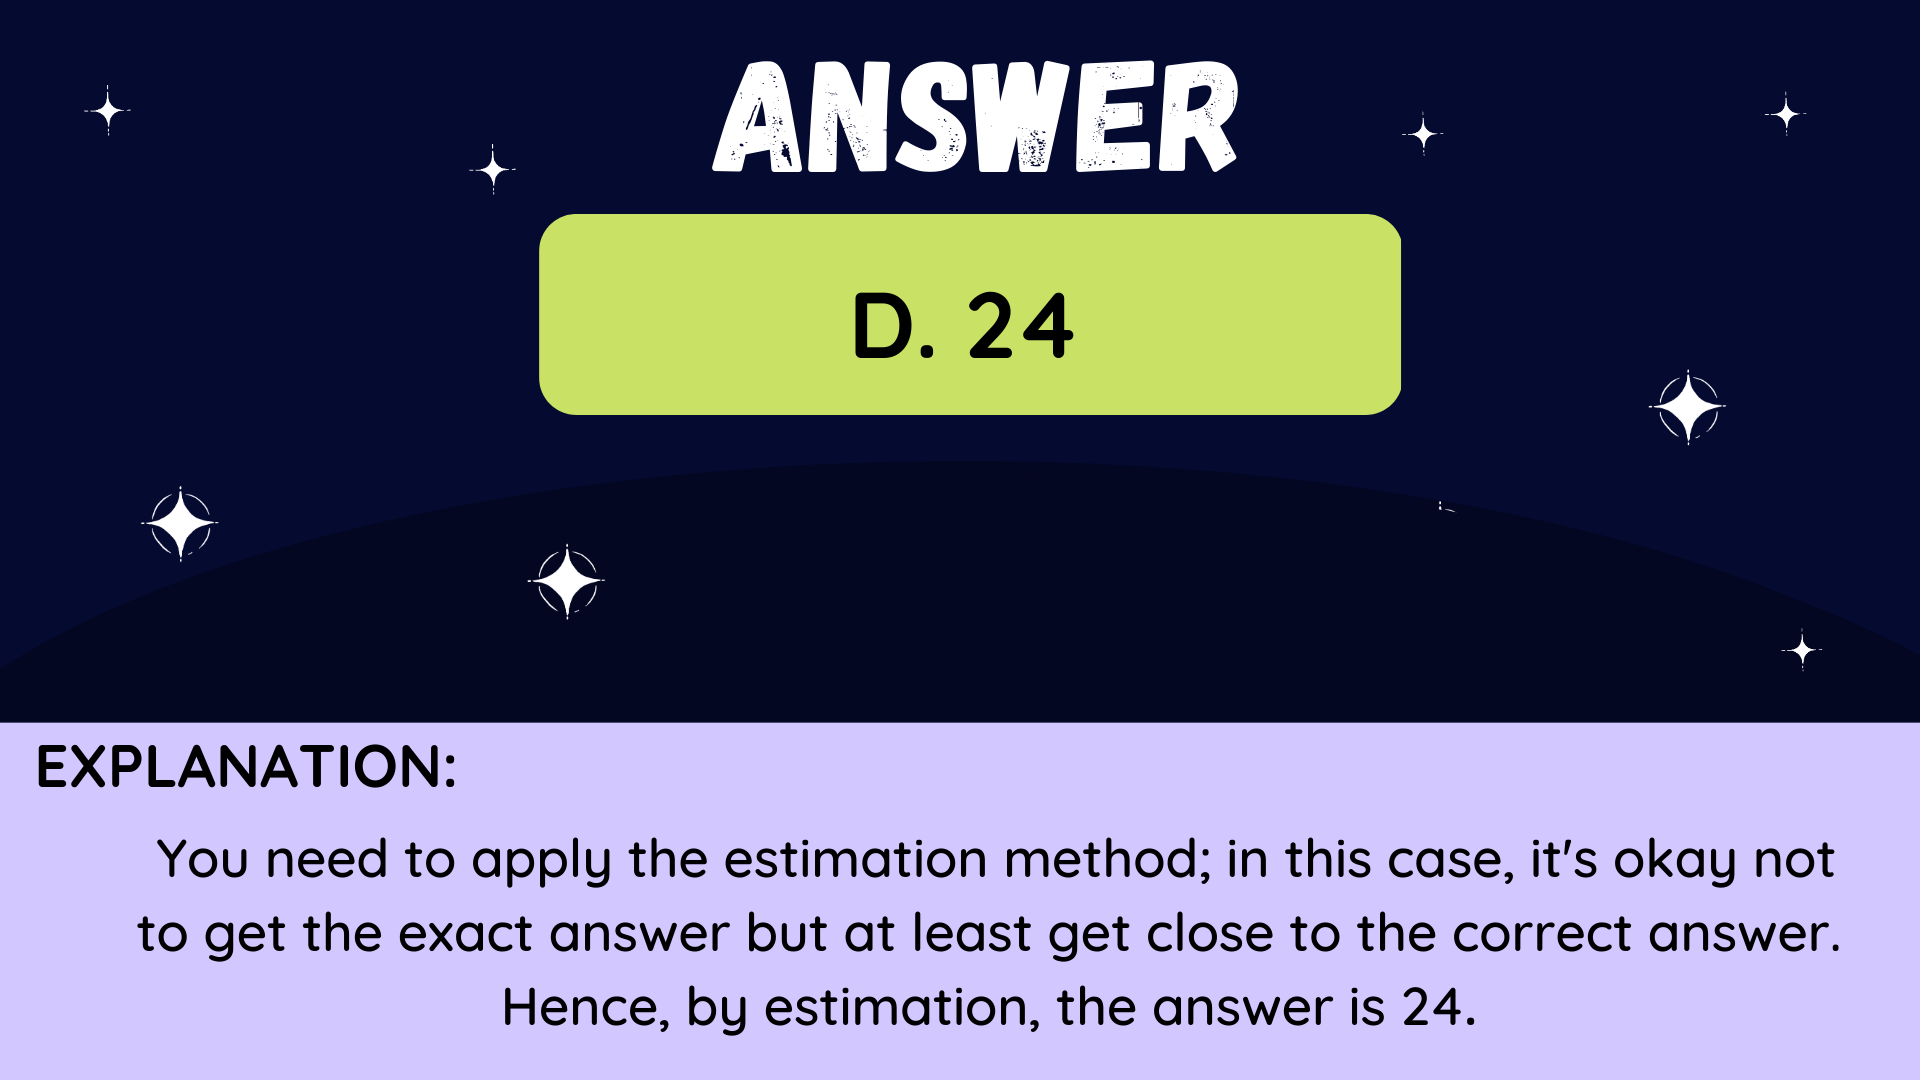 ANSWER
D. 24
EXPLANATION:
You need to apply the estimation method; in this case, it's okay not
to get the exact answer but at least get close to the correct answer.
Hence, by estimation, the answer is 24.